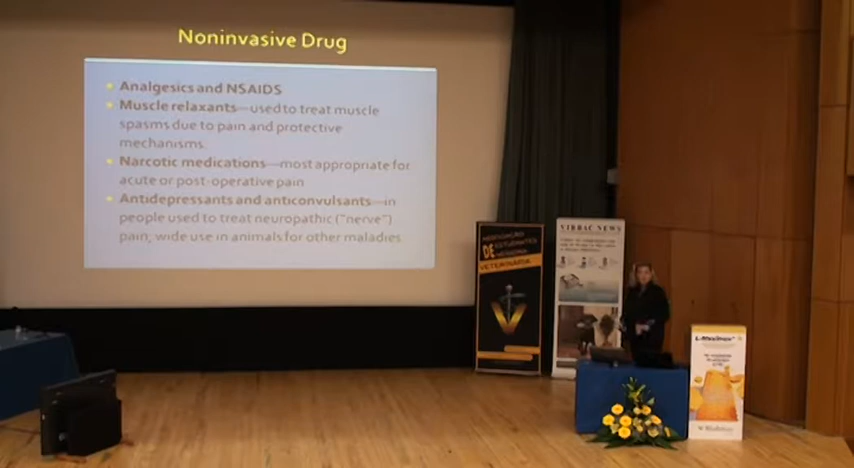 Noninvasive Drug
Analgesics and NSAIDS
Muscle relaxants—used to treat muscle
spasms due to pain and protective
mechanisms.
Narcotic medications—most appropriate for
acute or post-operative pain
Antidepressants and anticonvulsants—in
people used to treat neuropathic ("nerve")
pain; wide use in animals for other maladies.
DE
VETERINÁRIA
V
VIRBAC NEWS